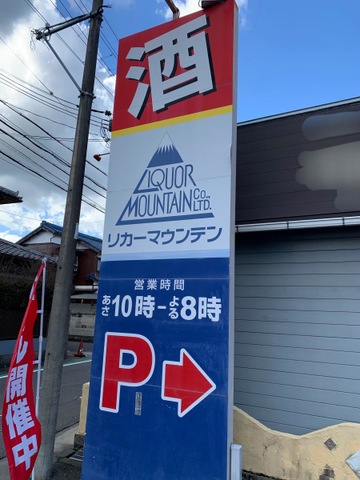 酒
LIQUOR
MOUNTAIN CO. LTD.
リカーマウンテン
営業時間
あさ10時-よる8時
P
開催中